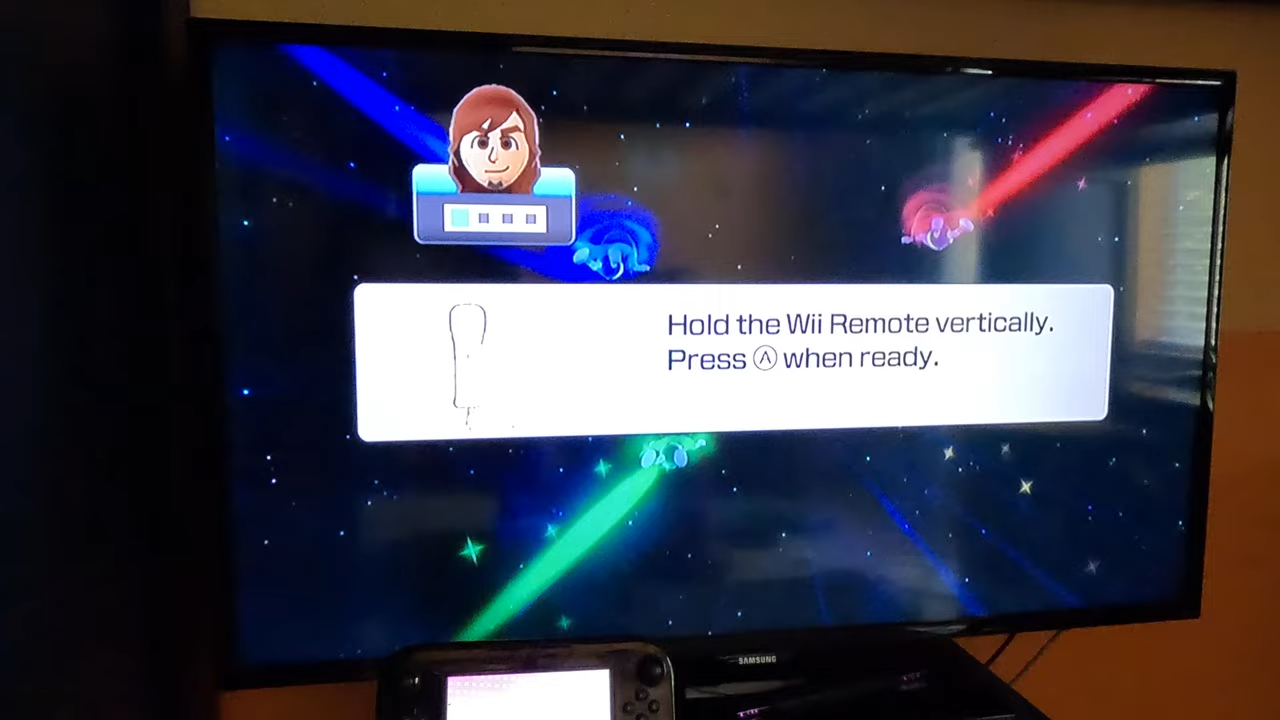 Hold the Wii Remote vertically.
Press Ⓐ when ready.
SAMSUNG